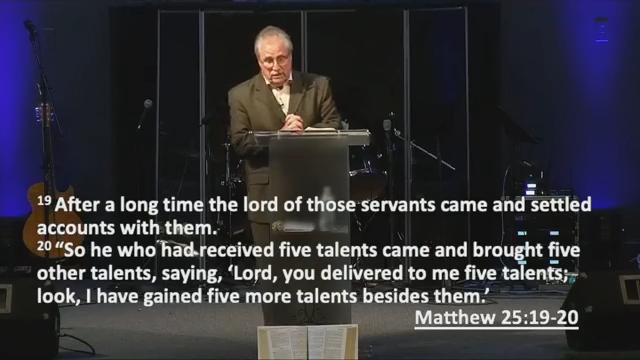 19 After a long time the lord of those servants came and settled
accounts with them.
20 “So he who had received five talents came and brought five
other talents, saying, ‘Lord, you delivered to me five talents;
look, I have gained five more talents besides them.’
Matthew 25:19-20